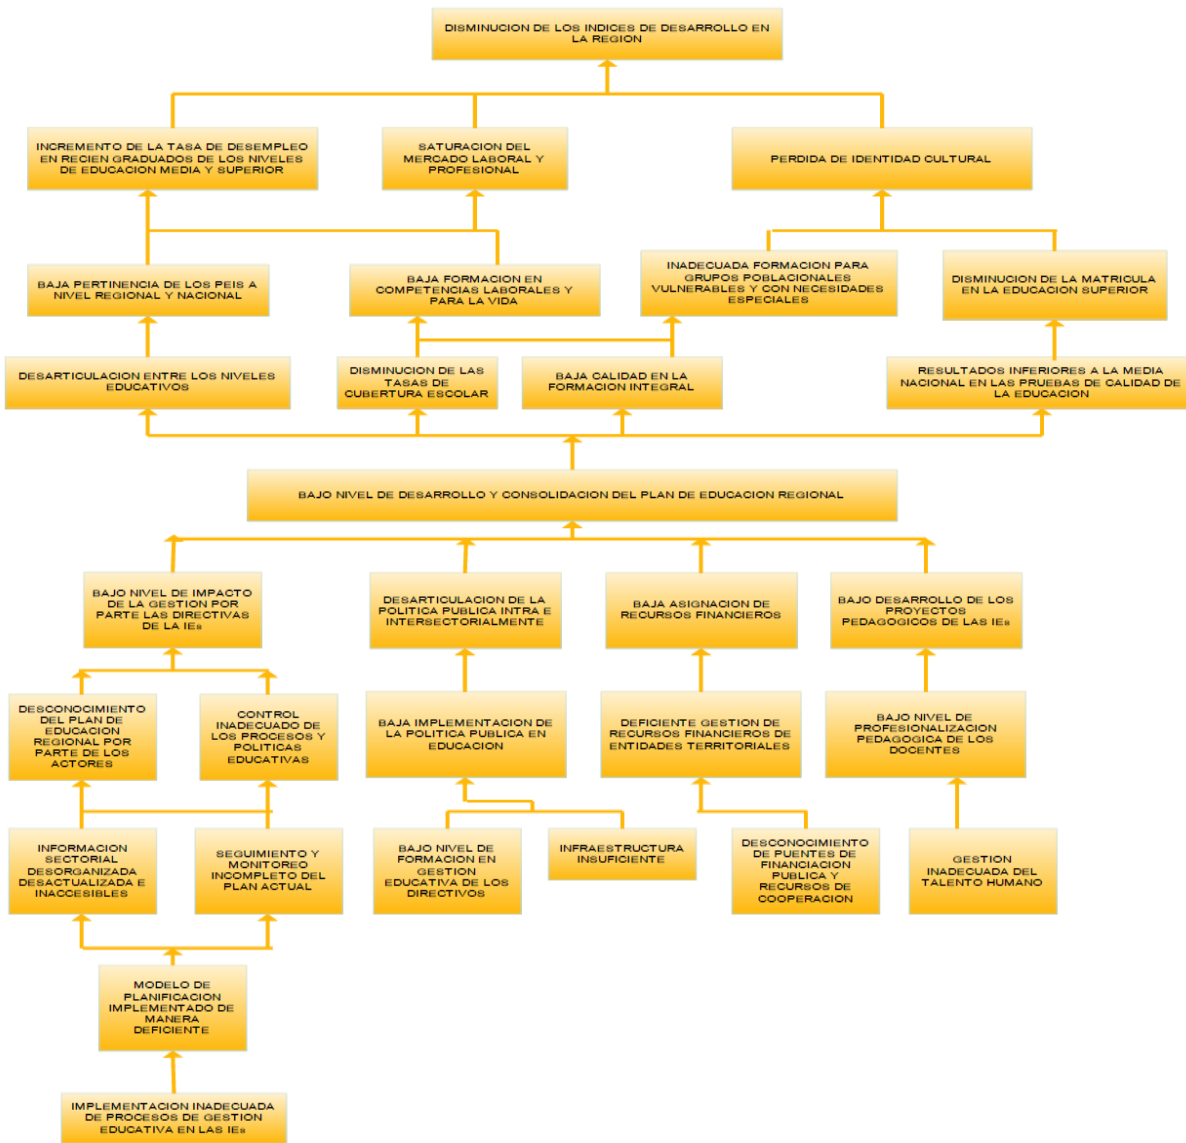 DISMINUCION DE LOS INDICES DE DESARROLLO EN
LA REGION
INCREMENTO DE LA TASA DE DESEMPLEO
EN RECIEN GRADUADOS DE LOS NIVELES
DE EDUCACION MEDIA Y SUPERIOR
SATURACION DEL
MERCADO LABORAL Y
PROFESIONAL
PERDIDA DE IDENTIDAD CULTURAL
BAJA PERTINENCIA DE LOS PEIS A
NIVEL REGIONAL Y NACIONAL
BAJA FORMACION EN
COMPETENCIAS LABORALES Y
PARA LA VIDA
INADECUADA FORMACION PARA
GRUPOS POBLACIONALES
VULNERABLES Y CON NECESIDADES
ESPECIALES
DISMINUCION DE LA MATRICULA
EN LA EDUCACION SUPERIOR
DESARTICULACION ENTRE LOS NIVELES
EDUCATIVOS
DISMINUCION DE LAS
TASAS DE
CUBERTURA ESCOLAR
BAJA CALIDAD EN LA
FORMACION INTEGRAL
RESULTADOS INFERIORES A LA MEDIA
NACIONAL EN LAS PRUEBAS DE CALIDAD DE
LA EDUCACION
BAJO NIVEL DE DESARROLLO Y CONSOLIDACION DEL PLAN DE EDUCACION REGIONAL
BAJO NIVEL DE IMPACTO
DE LA GESTION POR
PARTE LAS DIRECTIVAS
DE LA IEs
DESARTICULACION DE LA
POLITICA PUBLICA INTRA E
INTERSECTORIALMENTE
BAJA ASIGNACION DE
RECURSOS FINANCIEROS
BAJO DESARROLLO DE LOS
PROYECTOS
PEDAGOGICOS DE LAS IEs
DESCONOCIMIENTO
DEL PLAN DE
EDUCACION
REGIONAL POR
PARTE DE LOS
ACTORES
CONTROL
INADECUADO DE
LOS PROCESOS Y
POLITICAS
EDUCATIVAS
BAJA IMPLEMENTACION DE
LA POLITICA PUBLICA EN
EDUCACION
DEFICIENTE GESTION DE
RECURSOS FINANCIEROS DE
ENTIDADES TERRITORIALES
BAJO NIVEL DE
PROFESIONALIZACION
PEDAGOGICA DE LOS
DOCENTES
INFORMACION
SECTORIAL
DESORGANIZADA
DESACTUALIZADA E
INACCESIBLES
SEGUIMIENTO Y
MONITOREO
INCOMPLETO DEL
PLAN ACTUAL
BAJO NIVEL DE
FORMACION EN
GESTION
EDUCATIVA DE LOS
DIRECTIVOS
INFRAESTRUCTURA
INSUFICIENTE
DESCONOCIMIENTO
DE PUENTES DE
FINANCIACION
PUBLICA Y
RECURSOS DE
COOPERACION
GESTION
INADECUADA DEL
TALENTO HUMANO
MODELO DE
PLANIFICACION
IMPLEMENTADO DE
MANERA
DEFICIENTE
IMPLEMENTACION INADECUADA
DE PROCESOS DE GESTION
EDUCATIVA EN LAS IEs